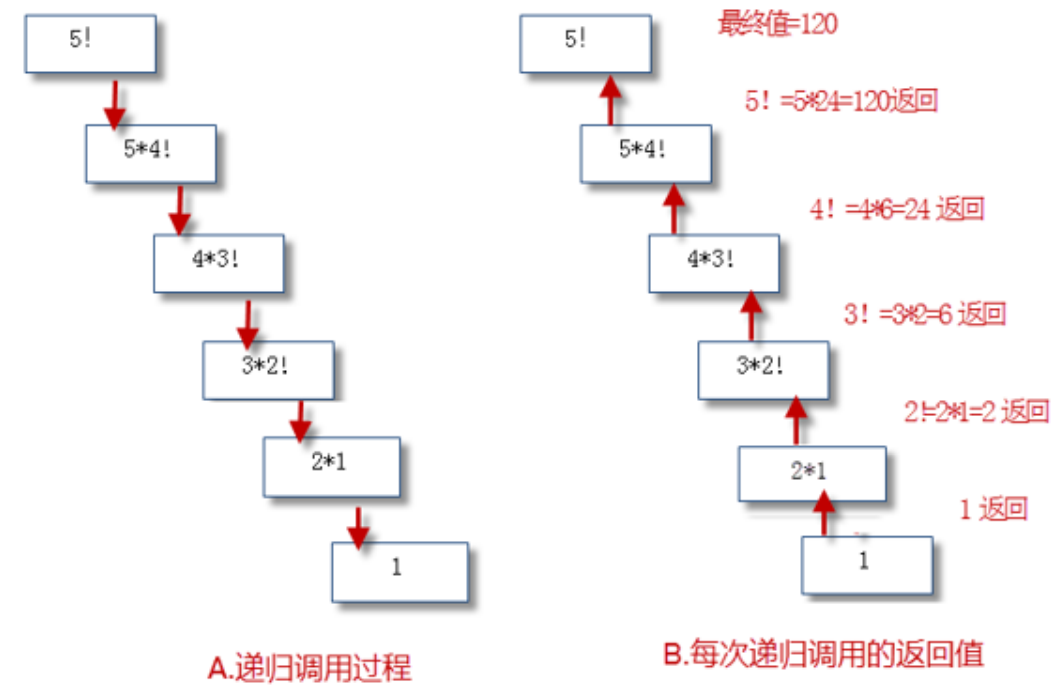 5!
5*4!
4*3!
3*2!
2*1
1
A.递归调用过程
5!
最终值=120
5! =5*24=120返回
5*4!
4! =4*6=24 返回
4*3!
3! =3*2=6 返回
3*2!
2!=2*1=2 返回
2*1
1 返回
1
B.每次递归调用的返回值